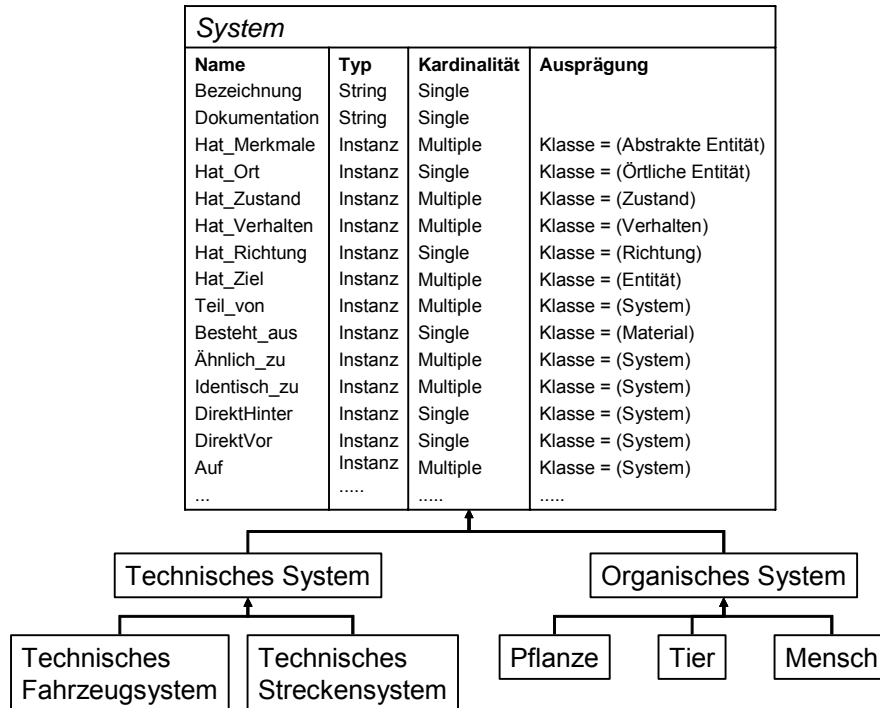 System
Name Typ Kardinalität Ausprägung
Bezeichnung String Single
Dokumentation String Single
Hat_Merkmale Instanz Multiple Klasse = (Abstrakte Entität)
Hat_Ort Instanz Single Klasse = (Örtliche Entität)
Hat_Zustand Instanz Multiple Klasse = (Zustand)
Hat_Verhalten Instanz Multiple Klasse = (Verhalten)
Hat_Richtung Instanz Single Klasse = (Richtung)
Hat_Ziel Instanz Multiple Klasse = (Entität)
Teil_von Instanz Multiple Klasse = (System)
Besteht_aus Instanz Single Klasse = (Material)
Ähnlich_zu Instanz Multiple Klasse = (System)
Identisch_zu Instanz Multiple Klasse = (System)
DirektHinter Instanz Single Klasse = (System)
DirektVor Instanz Single Klasse = (System)
Auf Instanz Multiple Klasse = (System)
... ..... ..... .....
Technisches System
Organisches System
Technisches
Fahrzeugsystem
Technisches
Streckensystem
Pflanze
Tier
Mensch